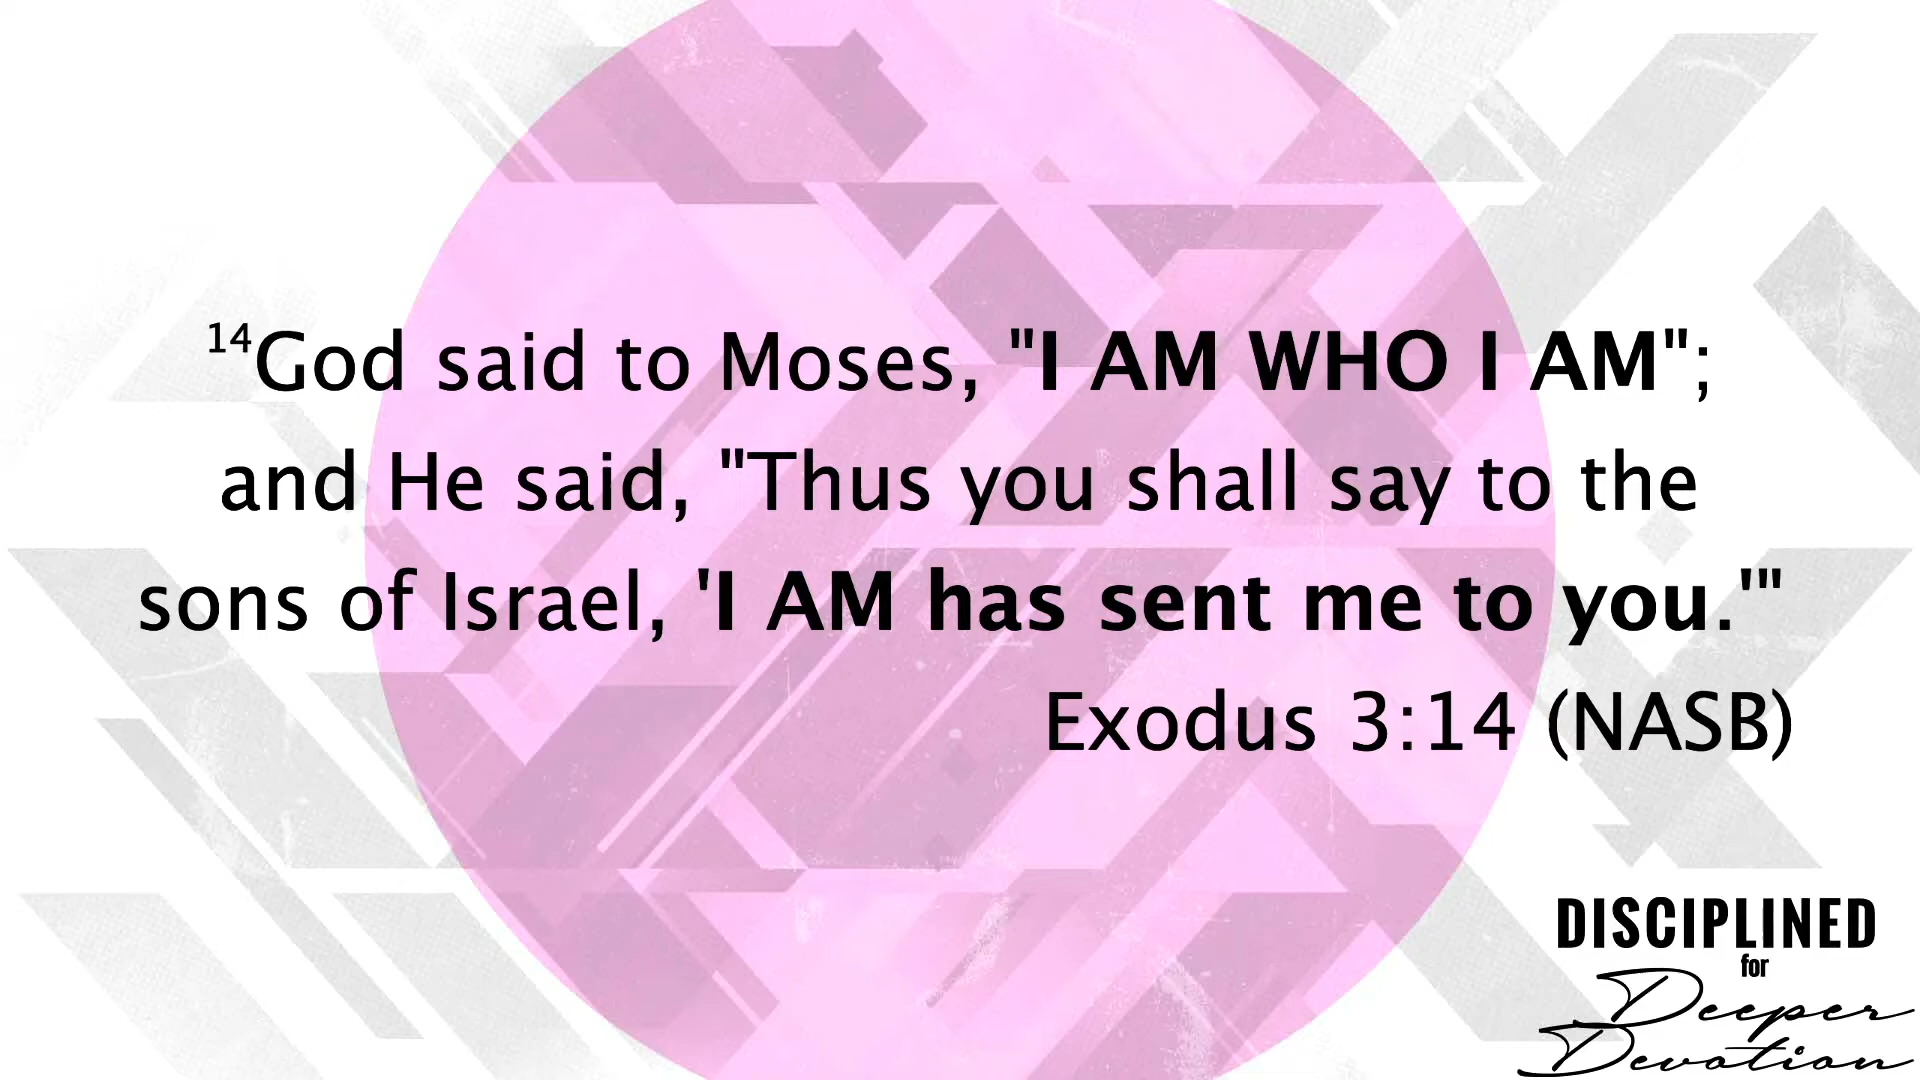 14God said to Moses, "I AM WHO I AM";
and He said, "Thus you shall say to the
sons of Israel, 'I AM has sent me to you.'"
Exodus 3:14 (NASB)
DISCIPLINED
for
Deeper
Devotion